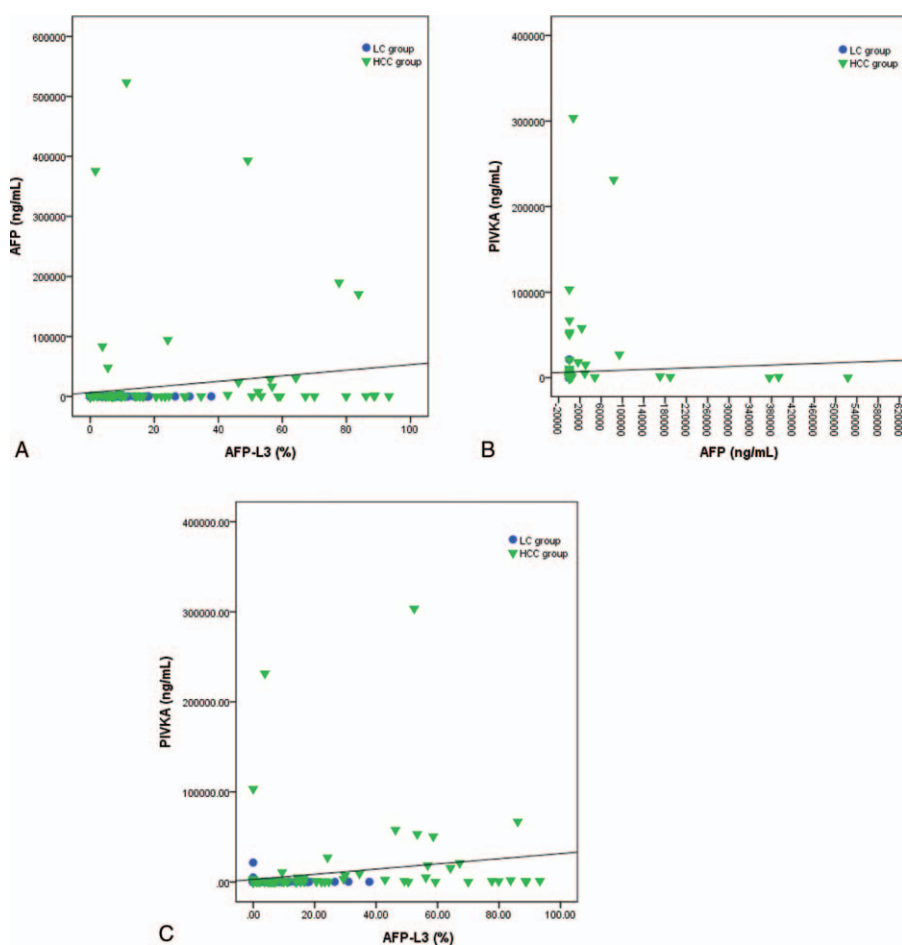 600000
500000
400000
300000
200000
100000
0
AFP (ng/mL)
LC group
HCC group
0 20 40 60 80 100
AFP-L3 (%)
A
400000
300000
200000
100000
0
PIVKA (ng/mL)
LC group
HCC group
-20000 20000 60000 100000 140000 180000 220000 260000 300000 340000 380000 420000 460000 500000 540000 580000
AFP (ng/mL)
B
400000.00
300000.00
200000.00
100000.00
.00
PIVKA (ng/mL)
LC group
HCC group
.00 20.00 40.00 60.00 80.00 100.00
AFP-L3 (%)
C